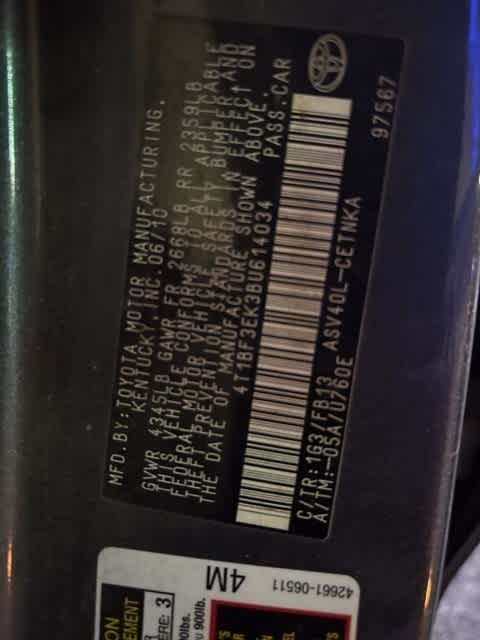 MFD. BY: TOYOTA MOTOR MANUFACTURING,
KENTUCKY, INC. 06/10
GVWR 4345LB GAWR FR 2668LB RR 2359LB
THIS VEHICLE CONFORMS TO ALL APPLICABLE
FEDERAL MOTOR VEHICLE SAFETY, BUMPER AND
THEFT PREVENTION STANDARDS IN EFFECT ON
THE DATE OF MANUFACTURE SHOWN ABOVE.
4T1BF3EK3BU614034 PASS. CAR
C/TR: 1G3/FB13 ASV40L-CETNKA
A/TM: -05A/U760E
97567
42661-06511
4M
3